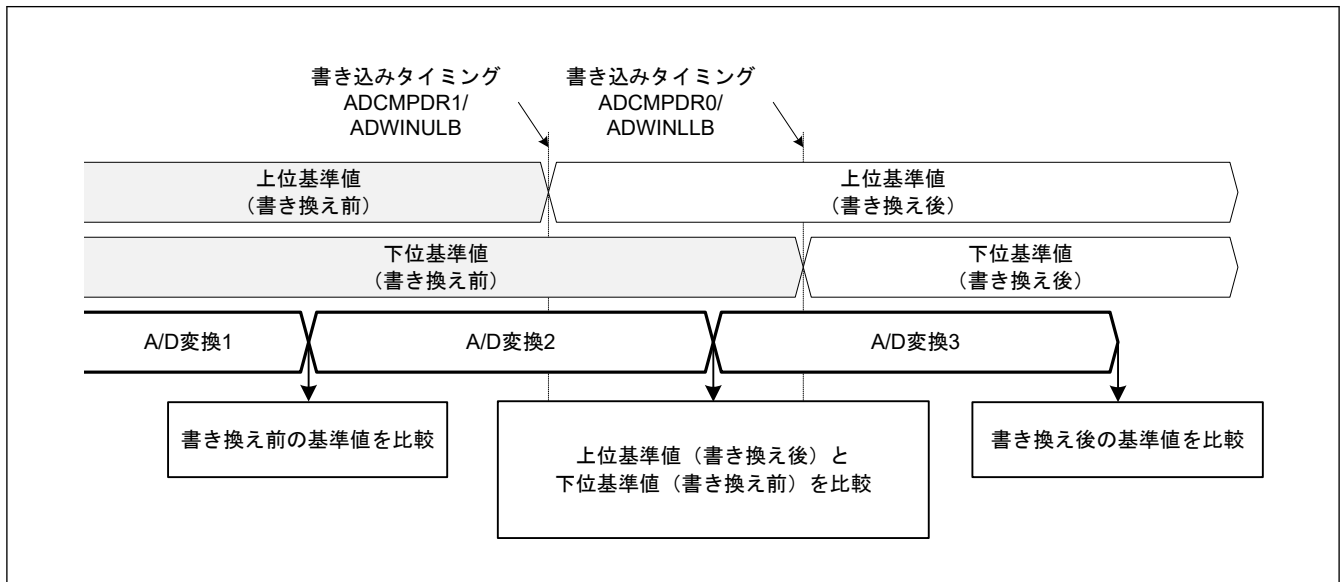 書き込みタイミング
ADCMPDR1/
ADWINULB
書き込みタイミング
ADCMPDR0/
ADWINLLB
上位基準値
（書き換え前）
上位基準値
（書き換え後）
下位基準値
（書き換え前）
下位基準値
（書き換え後）
A/D変換1
A/D変換2
A/D変換3
書き換え前の基準値を比較
上位基準値（書き換え後）と
下位基準値（書き換え前）を比較
書き換え後の基準値を比較